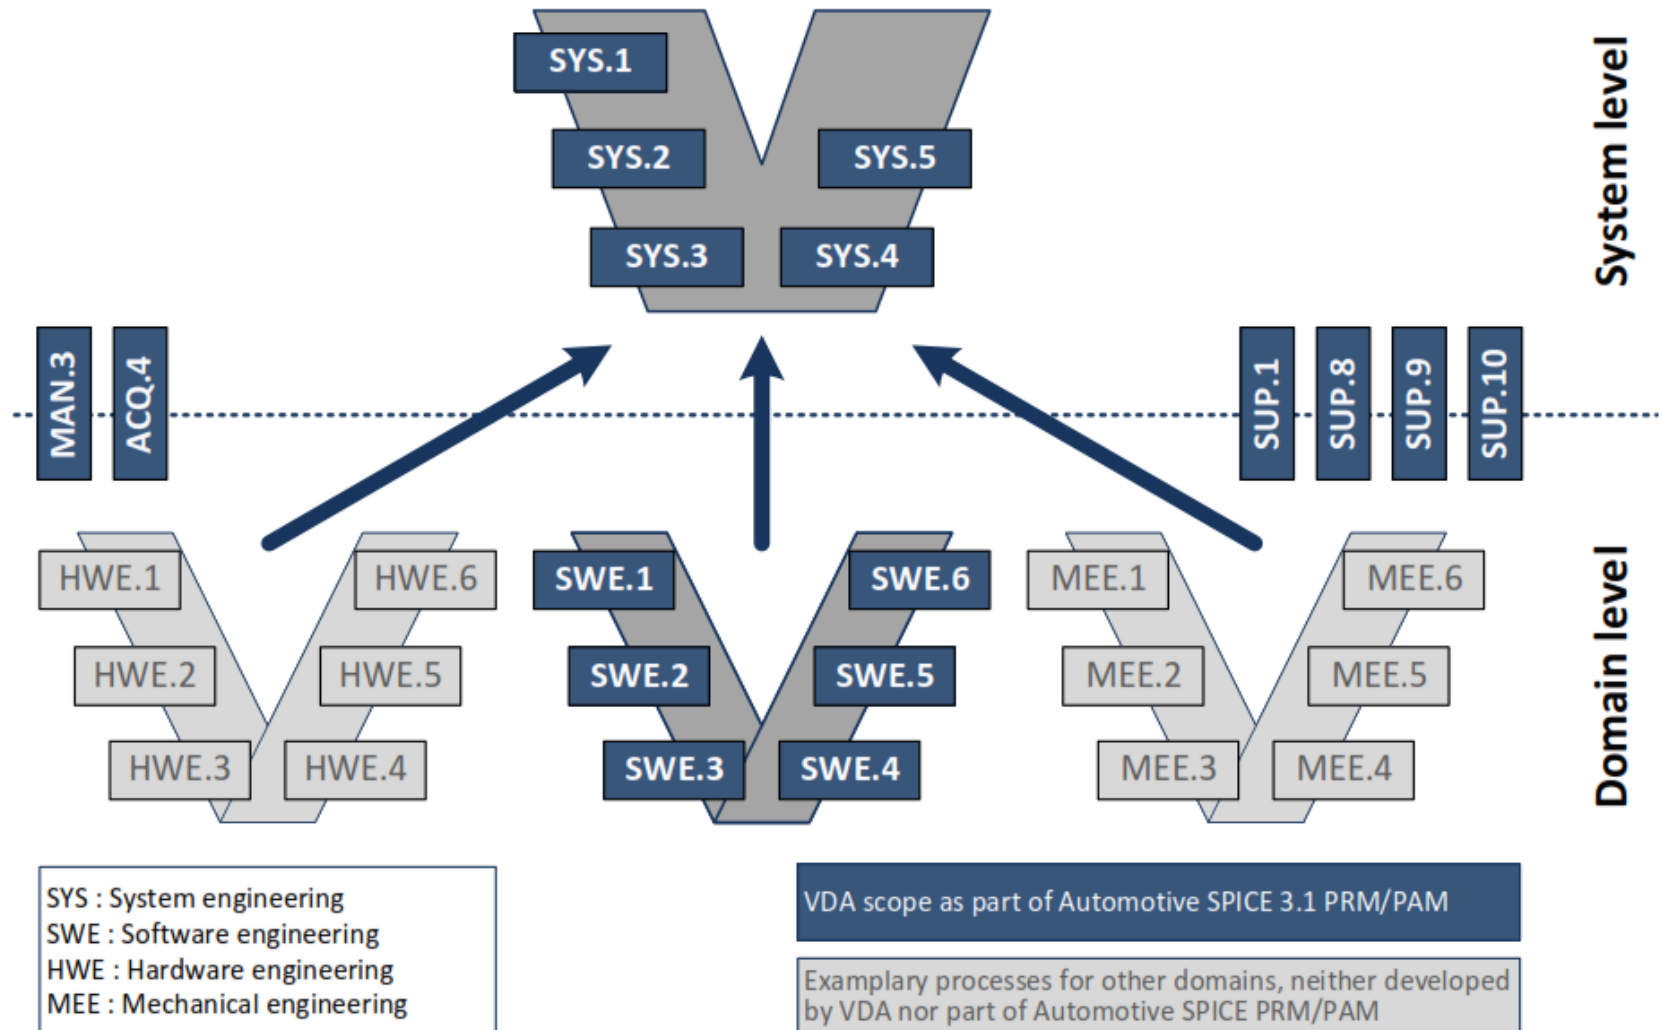 SYS.1
SYS.2
SYS.5
SYS.3
SYS.4
System level
MAN.3
ACQ.4
SUP.1
SUP.8
SUP.9
SUP.10
HWE.1
HWE.6
SWE.1
SWE.6
MEE.1
MEE.6
HWE.2
HWE.5
SWE.2
SWE.5
MEE.2
MEE.5
HWE.3
HWE.4
SWE.3
SWE.4
MEE.3
MEE.4
Domain level
SYS : System engineering
SWE : Software engineering
HWE : Hardware engineering
MEE : Mechanical engineering
VDA scope as part of Automotive SPICE 3.1 PRM/PAM
Examplary processes for other domains, neither developed
by VDA nor part of Automotive SPICE PRM/PAM